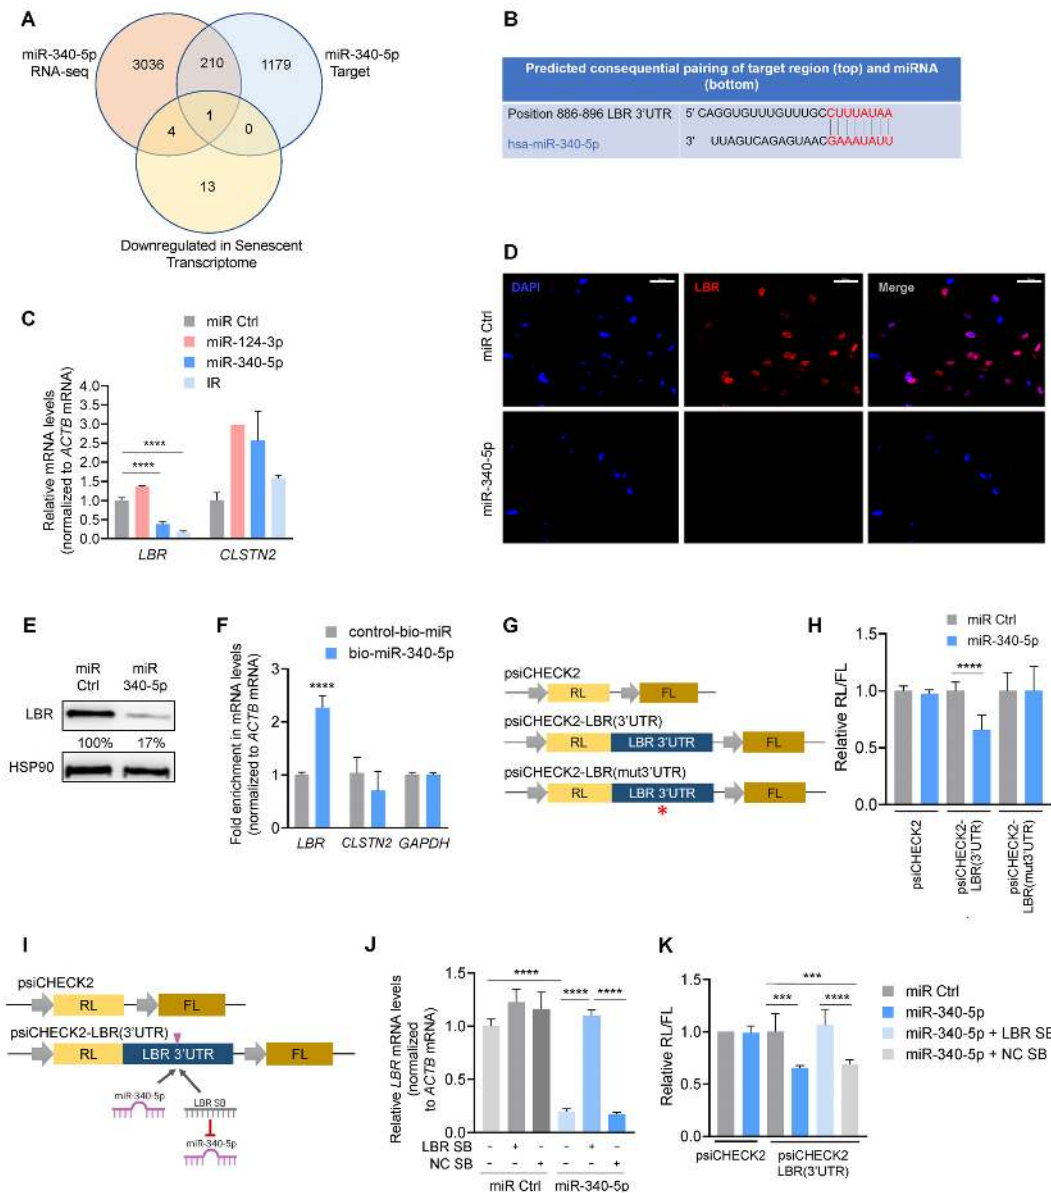 A
miR-340-5p
RNA-seq
3036
210
1179
miR-340-5p
Target
4
1
0
13
Downregulated in Senescent
Transcriptome
B
Predicted consequential pairing of target region (top) and miRNA
(bottom)
Position 886-896 LBR 3'UTR
5' CAGGUGUUUGUUUGCCUUUAUAA
hsa-miR-340-5p
3' UUAGUCAGAGUAACGAAAUAUU
C
miR Ctrl
miR-124-3p
miR-340-5p
IR
Relative mRNA levels
(normalized to ACTB mRNA)
4.0
3.5
3.0
2.5
2.0
1.5
1.0
0.5
0.0
****
****
LBR
CLSTN2
D
DAPI
LBR
Merge
miR Ctrl
miR-340-5p
E
miR
Ctrl
miR
340-5p
LBR
100%
17%
HSP90
F
control-bio-miR
bio-miR-340-5p
Fold enrichment in mRNA levels
(normalized to ACTB mRNA)
3
2
1
0
****
LBR
CLSTN2
GAPDH
G
psiCHECK2
RL
FL
psiCHECK2-LBR(3'UTR)
RL
LBR 3'UTR
FL
psiCHECK2-LBR(mut3'UTR)
RL
LBR 3'UTR
FL
*
H
miR Ctrl
miR-340-5p
Relative RL/FL
1.5
1.0
0.5
0.0
****
psiCHECK2
psiCHECK2-
LBR(3'UTR)
psiCHECK2-
LBR(mut3'UTR)
I
psiCHECK2
RL
FL
psiCHECK2-LBR(3'UTR)
RL
LBR 3'UTR
FL
miR-340-5p
LBR SB
miR-340-5p
J
Relative LBR mRNA levels
(normalized
to ACTB mRNA)
1.5
1.0
0.5
0.0
****
**** ****
LBR SB - + - - + -
NC SB - - + - - +
miR Ctrl
miR-340-5p
K
Relative RL/FL
1.5
1.0
0.5
0.0
***
*** ****
psiCHECK2
psiCHECK2
LBR(3'UTR)
miR Ctrl
miR-340-5p
miR-340-5p + LBR SB
miR-340-5p + NC SB